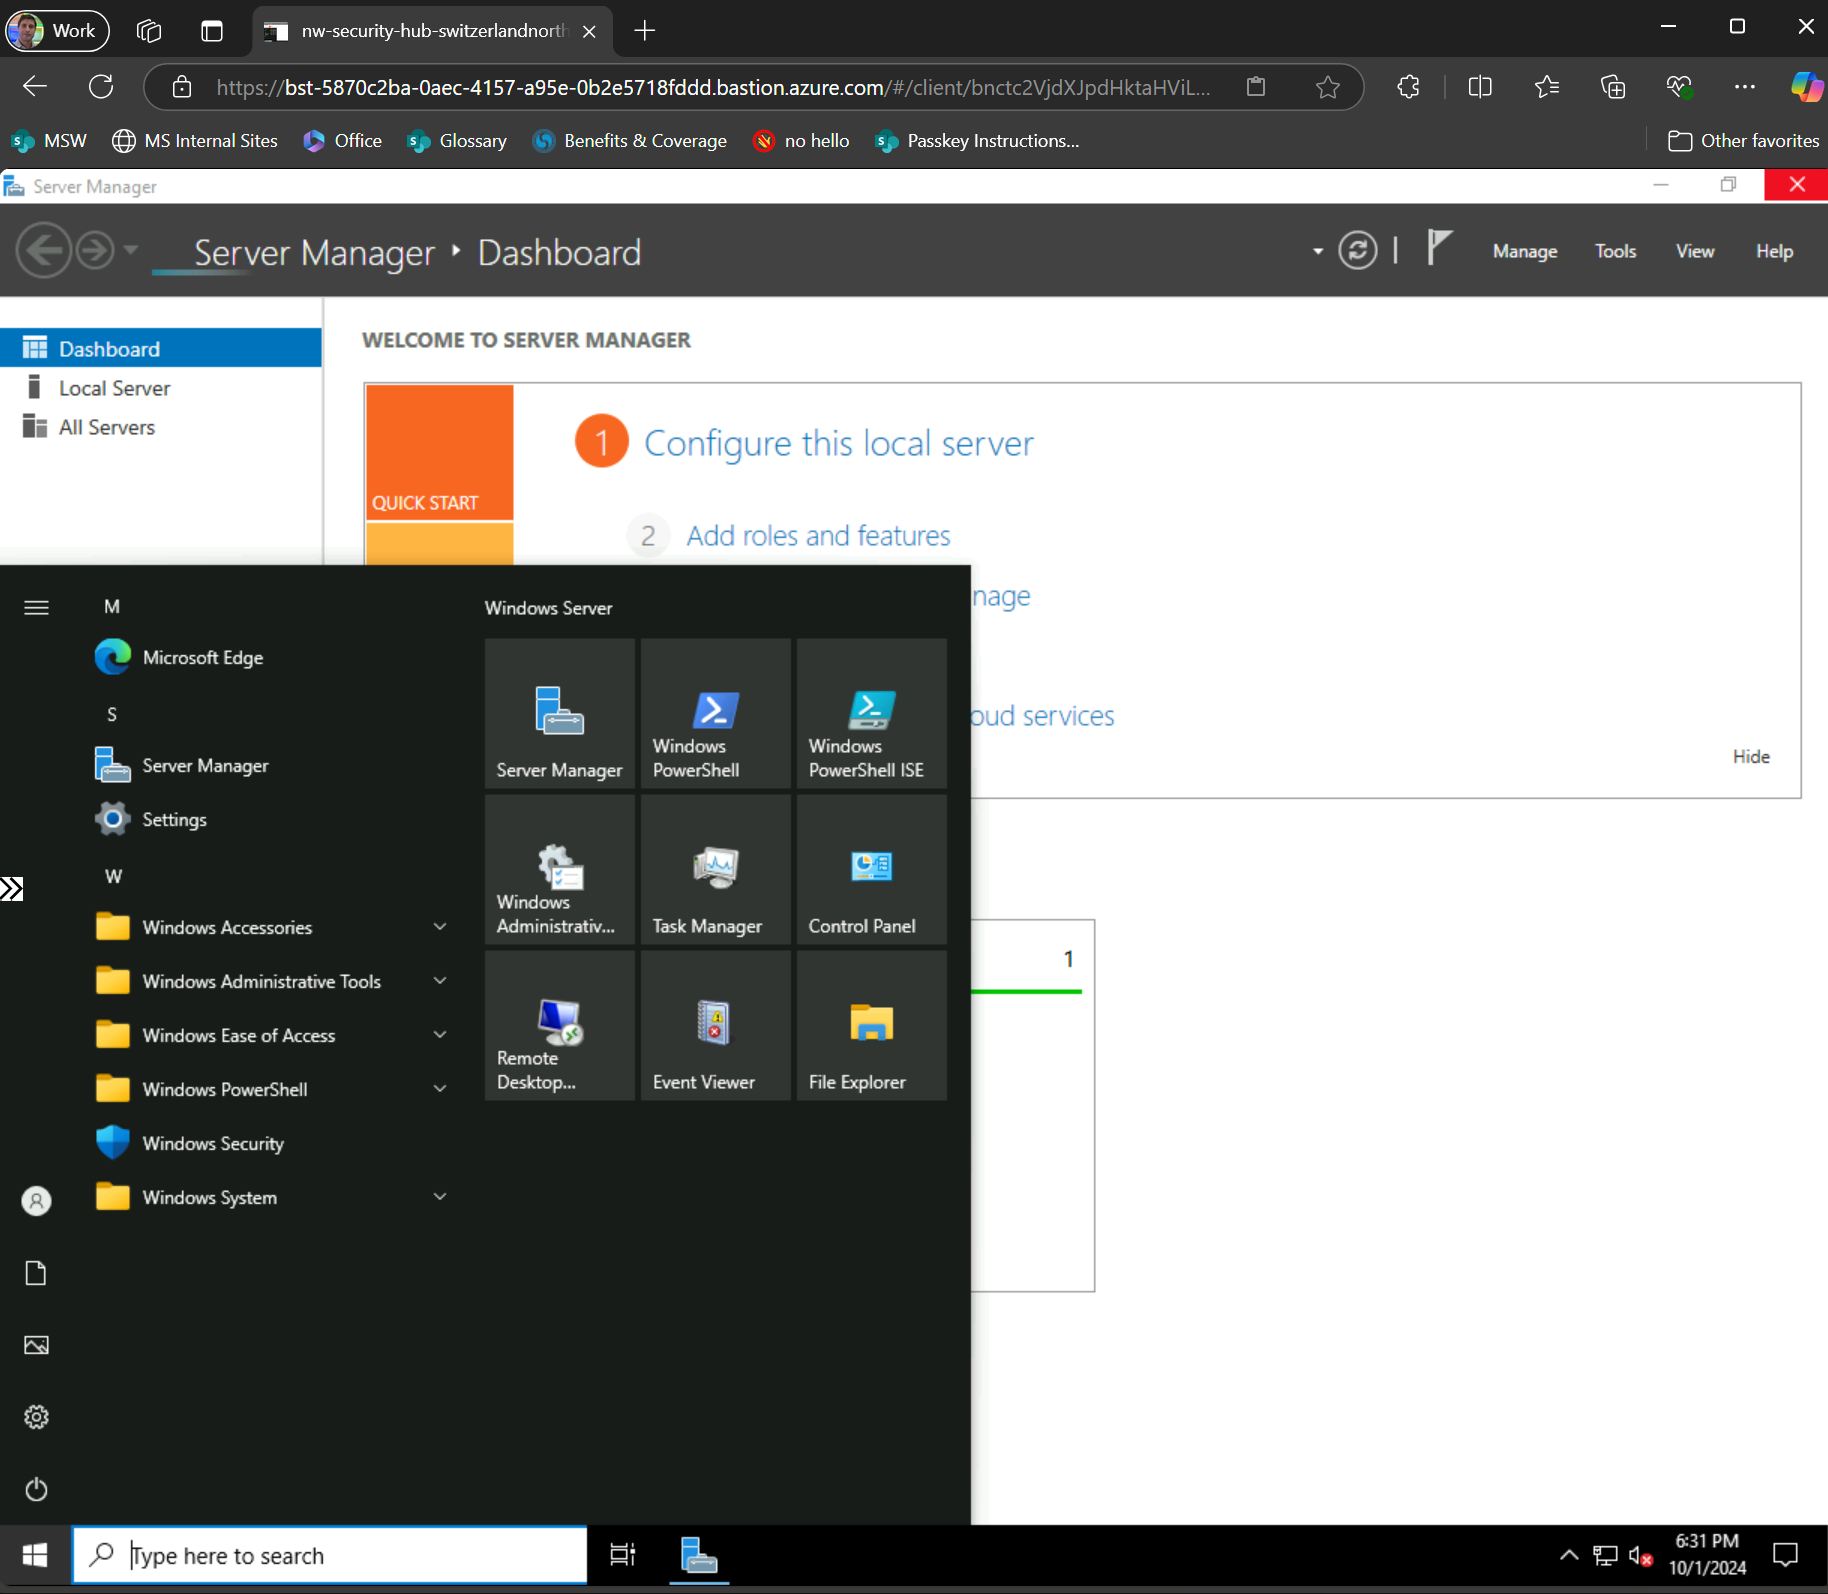 Work
nw-security-hub-switzerlandnorth
https://bst-5870c2ba-0aec-4157-a95e-0b2e5718fddd.bastion.azure.com/#/client/bnctc2VjdXJpdHktaHViL...
MSW
MS Internal Sites
Office
Glossary
Benefits & Coverage
no hello
Passkey Instructions...
Other favorites
Server Manager
Server Manager ‣ Dashboard
Manage
Tools
View
Help
Dashboard
Local Server
All Servers
WELCOME TO SERVER MANAGER
QUICK START
1 Configure this local server
2 Add roles and features
nage
oud services
Hide
1
M
Microsoft Edge
S
Server Manager
Settings
W
Windows Accessories
Windows Administrative Tools
Windows Ease of Access
Windows PowerShell
Windows Security
Windows System
Windows Server
Server Manager
Windows
PowerShell
Windows
PowerShell ISE
Windows
Administrativ...
Task Manager
Control Panel
Remote
Desktop...
Event Viewer
File Explorer
Type here to search
6:31 PM
10/1/2024